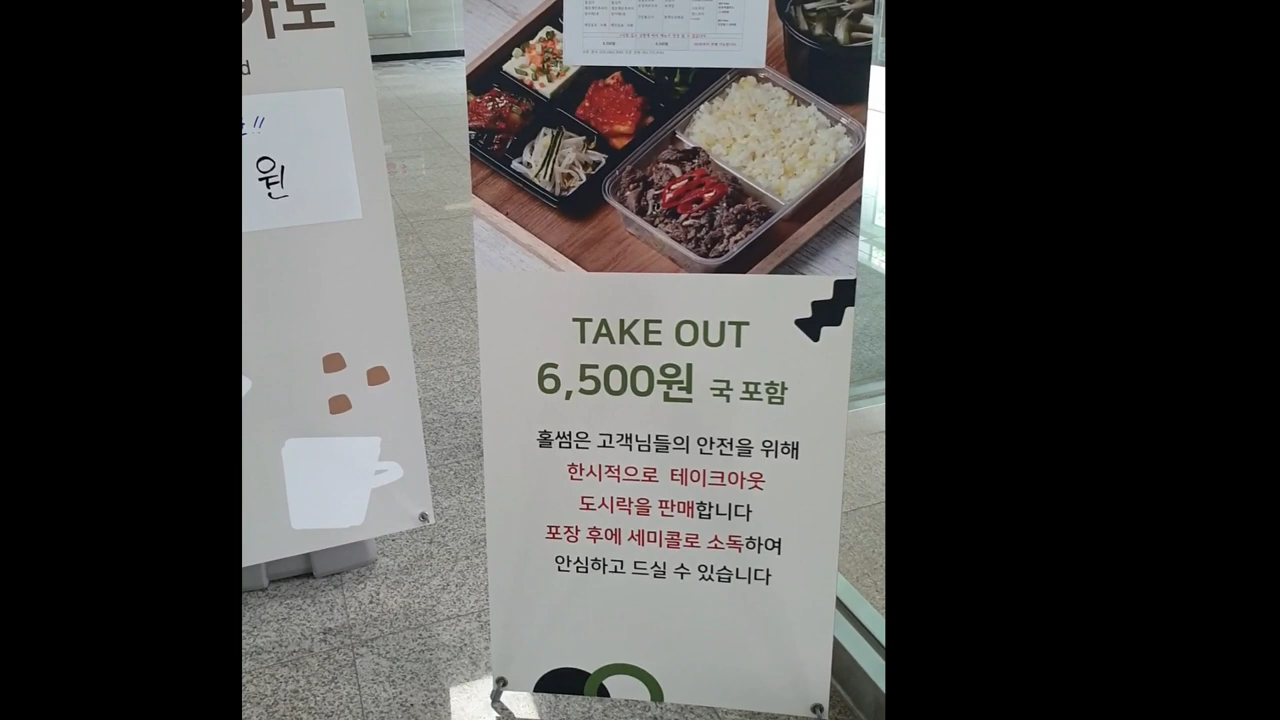 원
TAKE OUT
6,500원 국 포함
홀썸은 고객님들의 안전을 위해
한시적으로 테이크아웃
도시락을 판매합니다
포장 후에 세미콜로 소독하여
안심하고 드실 수 있습니다